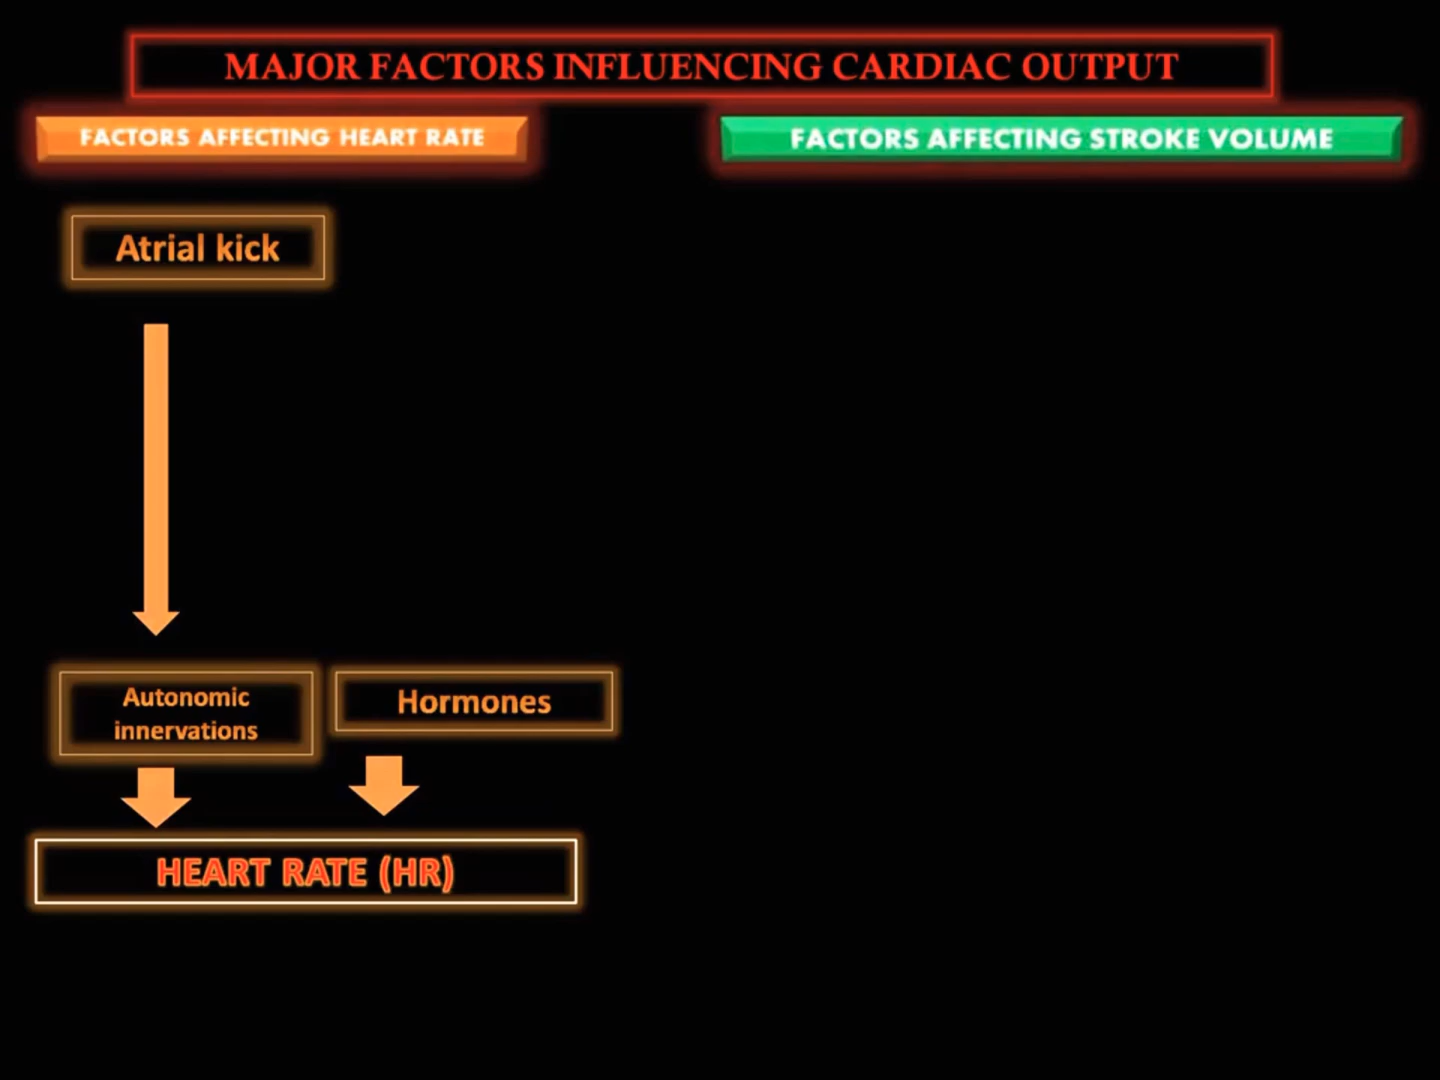 MAJOR FACTORS INFLUENCING CARDIAC OUTPUT
FACTORS AFFECTING HEART RATE
FACTORS AFFECTING STROKE VOLUME
Atrial kick
Autonomic
innervations
Hormones
HEART RATE (HR)